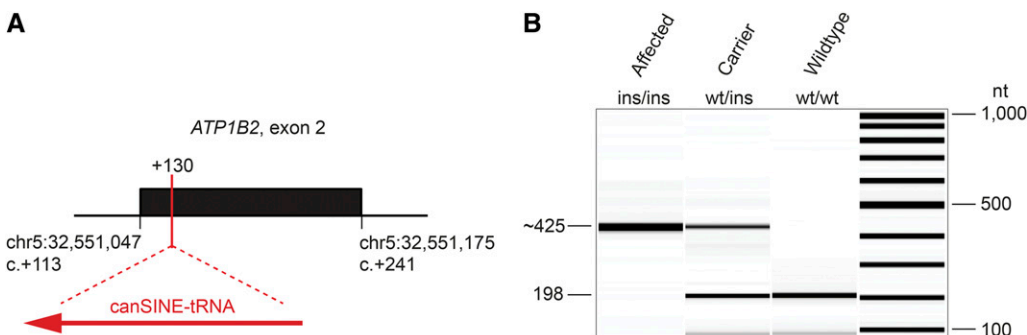 A
ATP1B2, exon 2
+130
chr5:32,551,047
c.+113
chr5:32,551,175
c.+241
canSINE-tRNA
B
Affected
Carrier
Wildtype
ins/ins
wt/ins
wt/wt
nt
1,000
500
~425
198
100